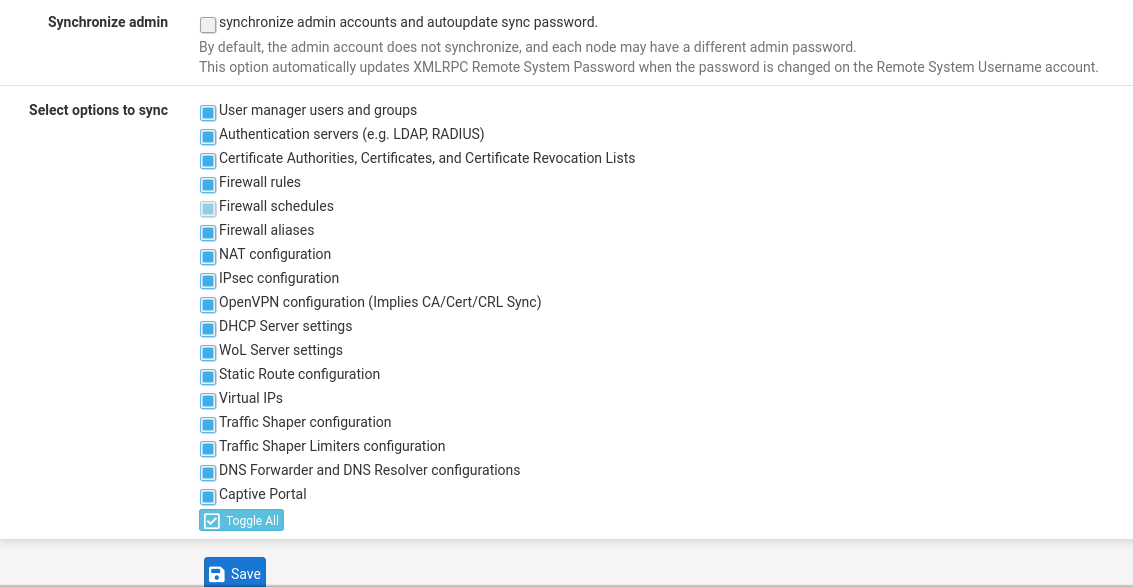 Synchronize admin
synchronize admin accounts and autoupdate sync password.
By default, the admin account does not synchronize, and each node may have a different admin password.
This option automatically updates XMLRPC Remote System Password when the password is changed on the Remote System Username account.
Select options to sync
User manager users and groups
Authentication servers (e.g. LDAP, RADIUS)
Certificate Authorities, Certificates, and Certificate Revocation Lists
Firewall rules
Firewall schedules
Firewall aliases
NAT configuration
IPsec configuration
OpenVPN configuration (Implies CA/Cert/CRL Sync)
DHCP Server settings
WoL Server settings
Static Route configuration
Virtual IPs
Traffic Shaper configuration
Traffic Shaper Limiters configuration
DNS Forwarder and DNS Resolver configurations
Captive Portal
Toggle All
Save